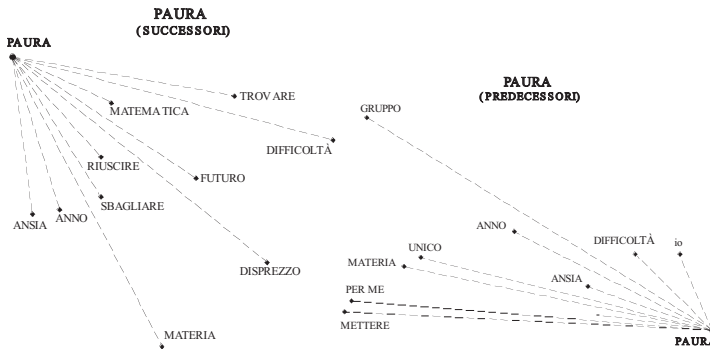 PAURA
(SUCCESSORI)
PAURA
TROVARE
MATEMATICA
DIFFICOLTÀ
RIUSCIRE
FUTURO
SBAGLIARE
ANNO
ANSIA
DISPREZZO
MATERIA
PAURA
(PREDECESSORI)
GRUPPO
ANNO
DIFFICOLTÀ
io
UNICO
MATERIA
ANSIA
PER ME
METTERE
PAURA